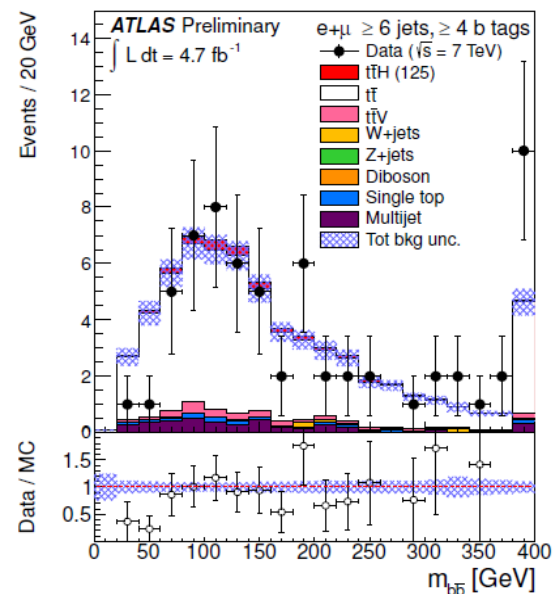 ATLAS Preliminary
∫ L dt = 4.7 fb⁻¹
e+μ ≥ 6 jets, ≥ 4 b tags
Data (√s = 7 TeV)
tt̄H (125)
tt̄
tt̄V
W+jets
Z+jets
Diboson
Single top
Multijet
Tot bkg unc.
Events / 20 GeV
14
12
10
8
6
4
2
0
Data / MC
1.5
1
0.5
0 50 100 150 200 250 300 350 400
m_bb̄ [GeV]